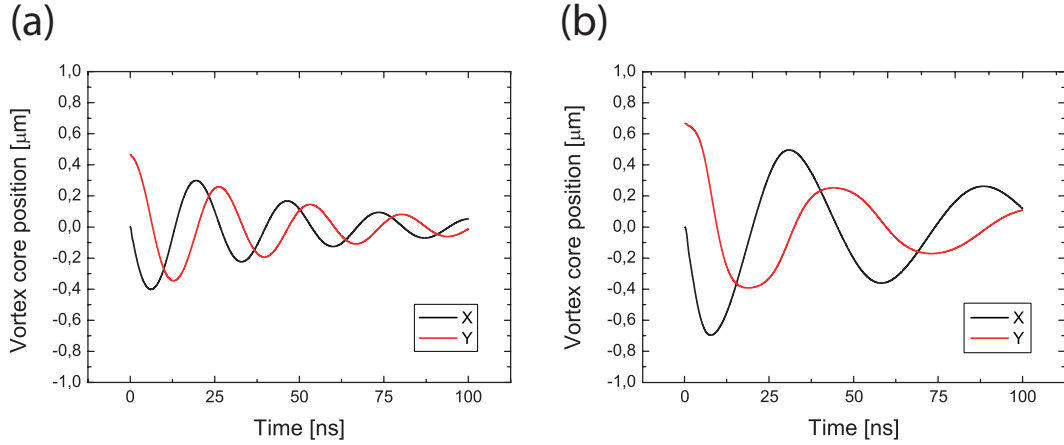 (a)
1,0
0,8
0,6
0,4
0,2
0,0
-0,2
-0,4
-0,6
-0,8
-1,0
Vortex core position [μm]
X
Y
0 25 50 75 100
Time [ns]
(b)
1,0
0,8
0,6
0,4
0,2
0,0
-0,2
-0,4
-0,6
-0,8
-1,0
Vortex core position [μm]
X
Y
0 25 50 75 100
Time [ns]